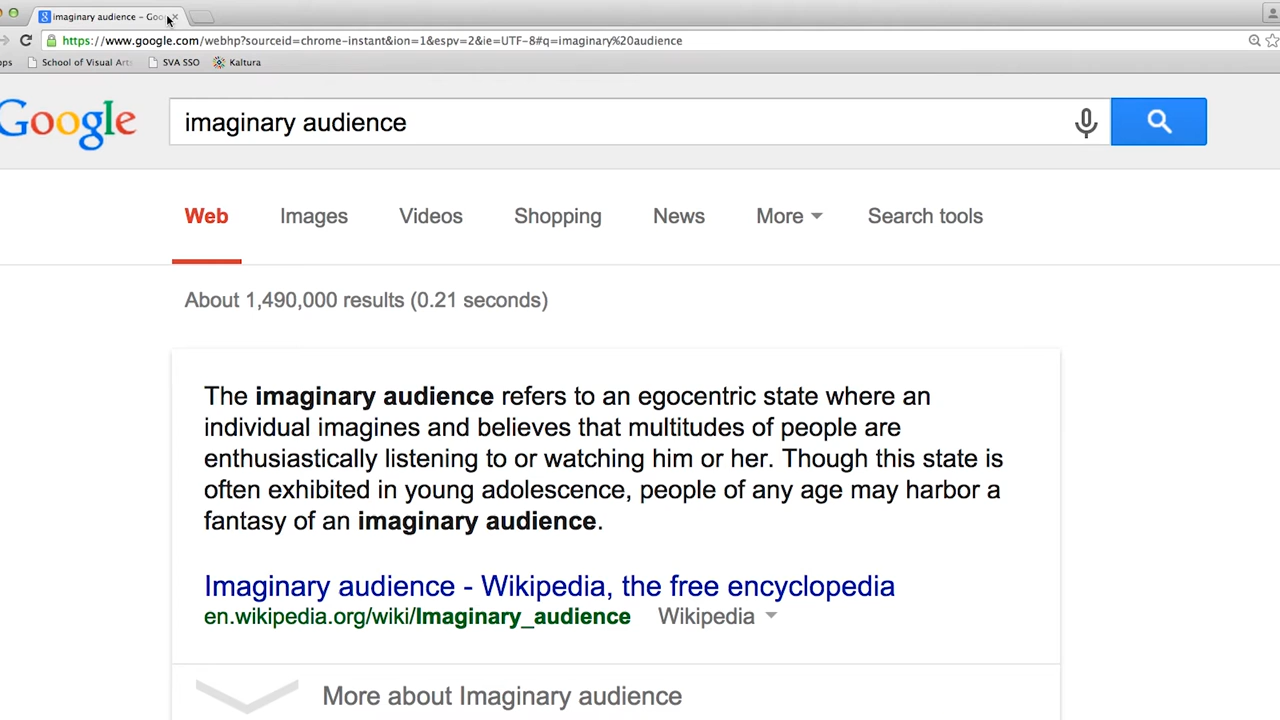 imaginary audience - Goo
https://www.google.com/webhp?sourceid=chrome-instant&ion=1&espv=2&ie=UTF-8#q=imaginary%20audience
School of Visual Arts SVA SSO Kaltura
Google imaginary audience
Web Images Videos Shopping News More Search tools
About 1,490,000 results (0.21 seconds)
The imaginary audience refers to an egocentric state where an
individual imagines and believes that multitudes of people are
enthusiastically listening to or watching him or her. Though this state is
often exhibited in young adolescence, people of any age may harbor a
fantasy of an imaginary audience.
Imaginary audience - Wikipedia, the free encyclopedia
en.wikipedia.org/wiki/Imaginary_audience Wikipedia
More about Imaginary audience